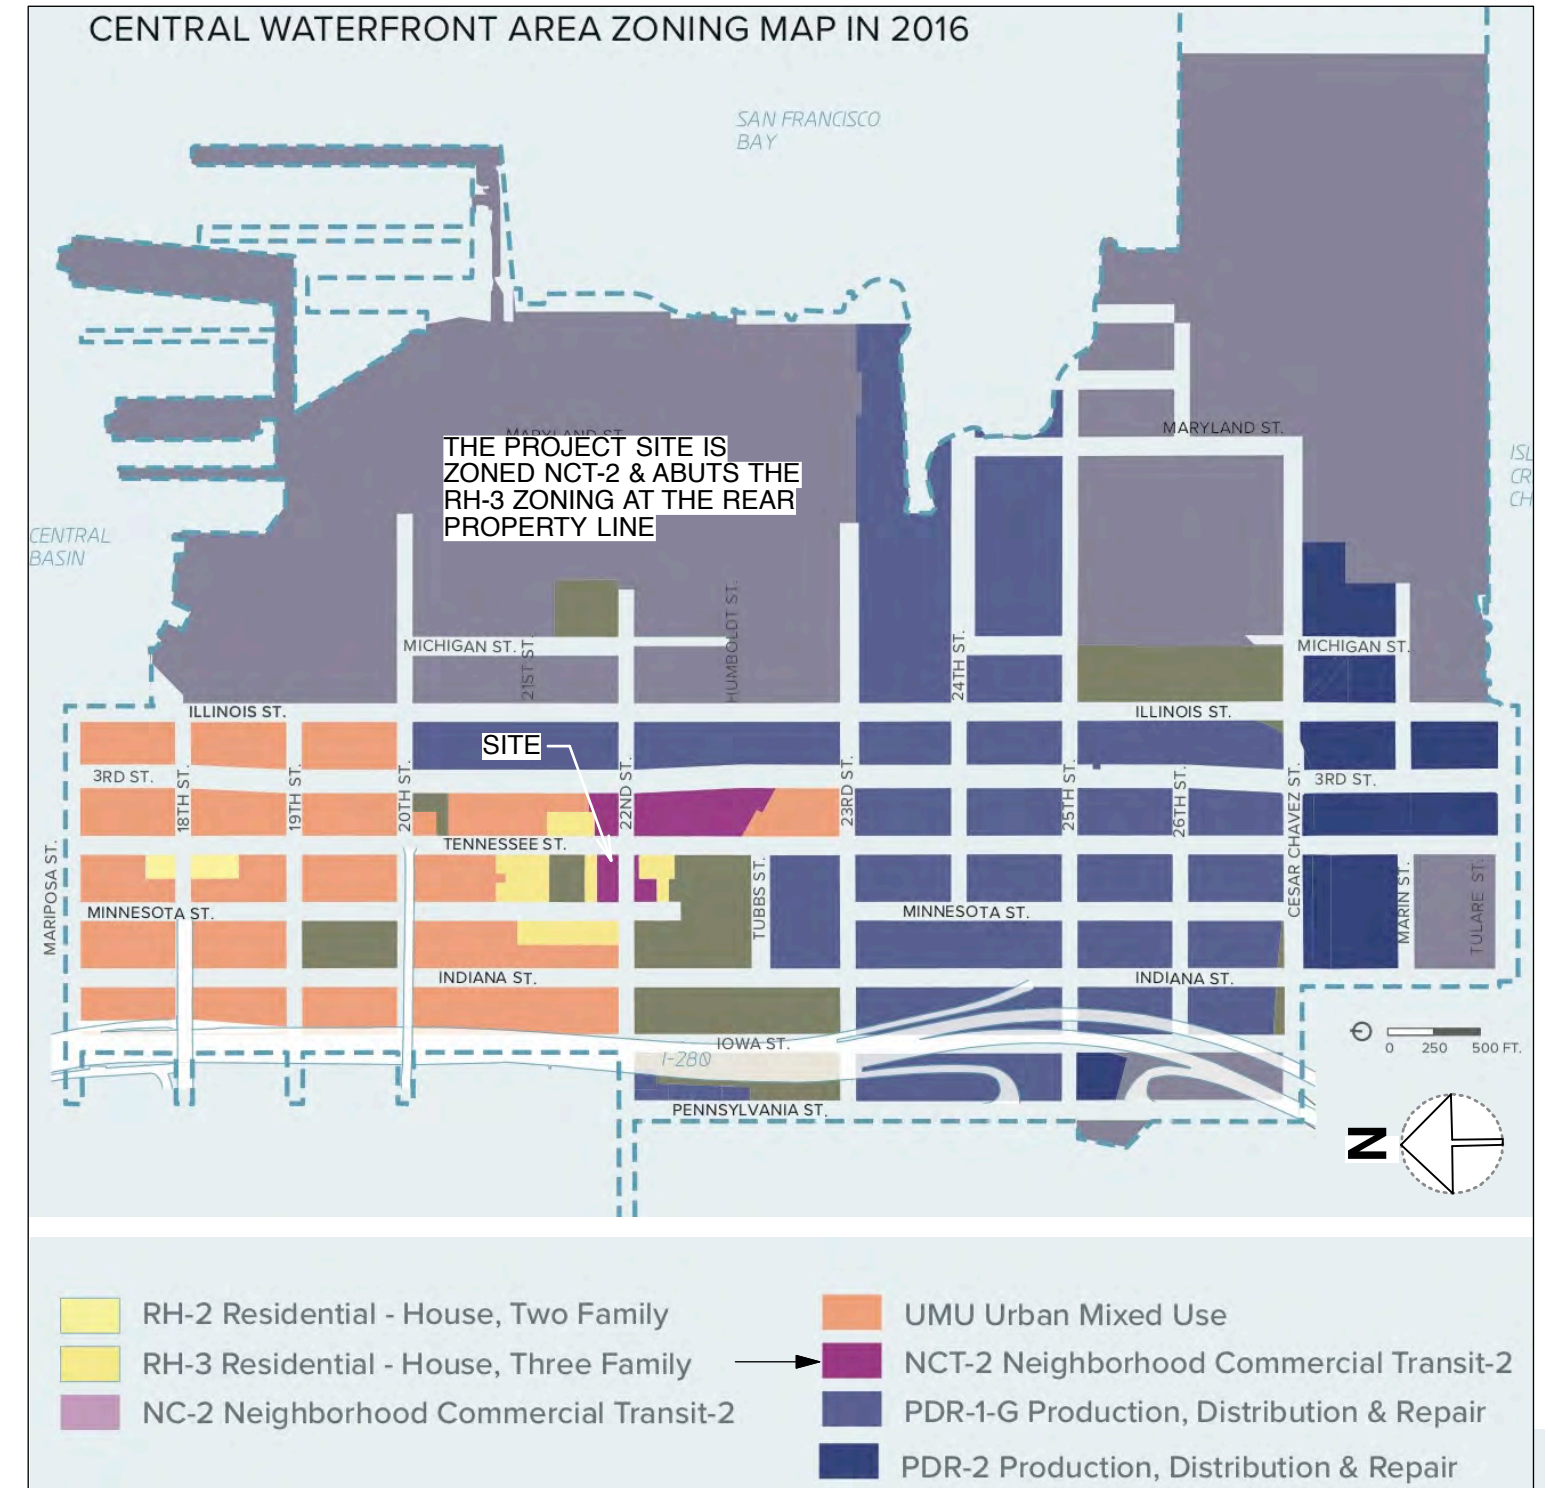 CENTRAL WATERFRONT AREA ZONING MAP IN 2016
SAN FRANCISCO
BAY
MARYLAND ST.
MARYLAND ST.
THE PROJECT SITE IS
ZONED NCT-2 & ABUTS THE
RH-3 ZONING AT THE REAR
PROPERTY LINE
CENTRAL
BASIN
MICHIGAN ST.
21ST ST.
HUMBOLDT ST.
24TH ST.
MICHIGAN ST.
ILLINOIS ST.
ILLINOIS ST.
SITE
3RD ST.
3RD ST.
18TH ST.
19TH ST.
20TH ST.
22ND ST.
23RD ST.
25TH ST.
26TH ST.
CESAR CHAVEZ ST.
TENNESSEE ST.
MARIPOSA ST.
TUBBS ST.
MARIN ST.
TULARE ST.
MINNESOTA ST.
MINNESOTA ST.
INDIANA ST.
INDIANA ST.
IOWA ST.
I-280
PENNSYLVANIA ST.
0 250 500 FT.
N
RH-2 Residential - House, Two Family
RH-3 Residential - House, Three Family
NC-2 Neighborhood Commercial Transit-2
UMU Urban Mixed Use
NCT-2 Neighborhood Commercial Transit-2
PDR-1-G Production, Distribution & Repair
PDR-2 Production, Distribution & Repair